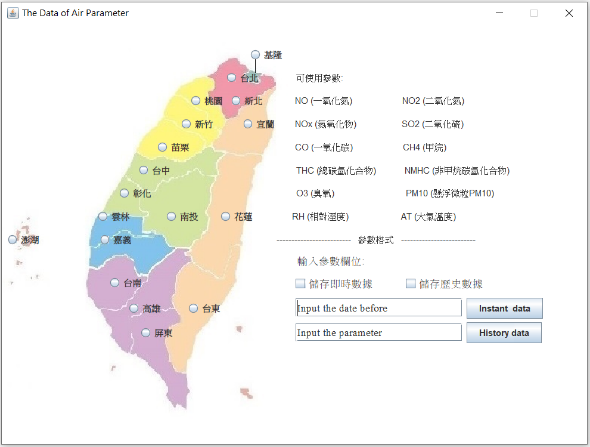 The Data of Air Parameter
基隆
台北
桃園
新北
新竹
宜蘭
苗栗
台中
彰化
雲林
南投
花蓮
澎湖
嘉義
台南
高雄
台東
屏東
可使用參數:
NO (一氧化氮) NO2 (二氧化氮)
NOx (氮氧化物) SO2 (二氧化硫)
CO (一氧化碳) CH4 (甲烷)
THC (總碳氫化合物) NMHC (非甲烷碳氫化合物)
O3 (臭氧) PM10 (懸浮微粒PM10)
RH (相對溼度) AT (大氣溫度)
------------------------- 參數格式 -------------------------
輸入參數欄位:
儲存即時數據 儲存歷史數據
Input the date before Instant data
Input the parameter History data